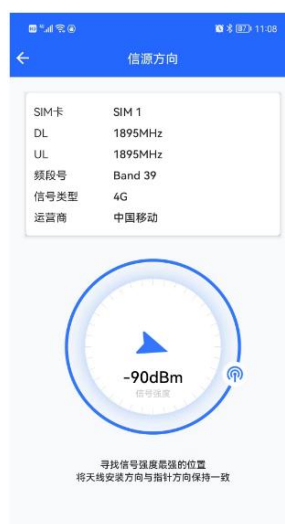 11:08
信源方向
SIM卡 SIM 1
DL 1895MHz
UL 1895MHz
频段号 Band 39
信号类型 4G
运营商 中国移动
-90dBm
信号强度
寻找信号强度最强的位置
将天线安装方向与指针方向保持一致